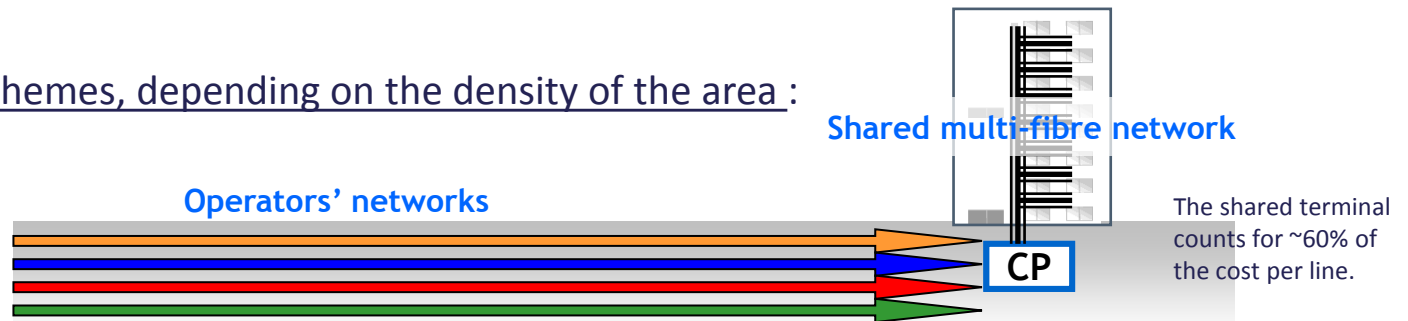 hemes, depending on the density of the area :
Shared multi-fibre network
Operators’ networks
The shared terminal
counts for ~60% of
the cost per line.
CP